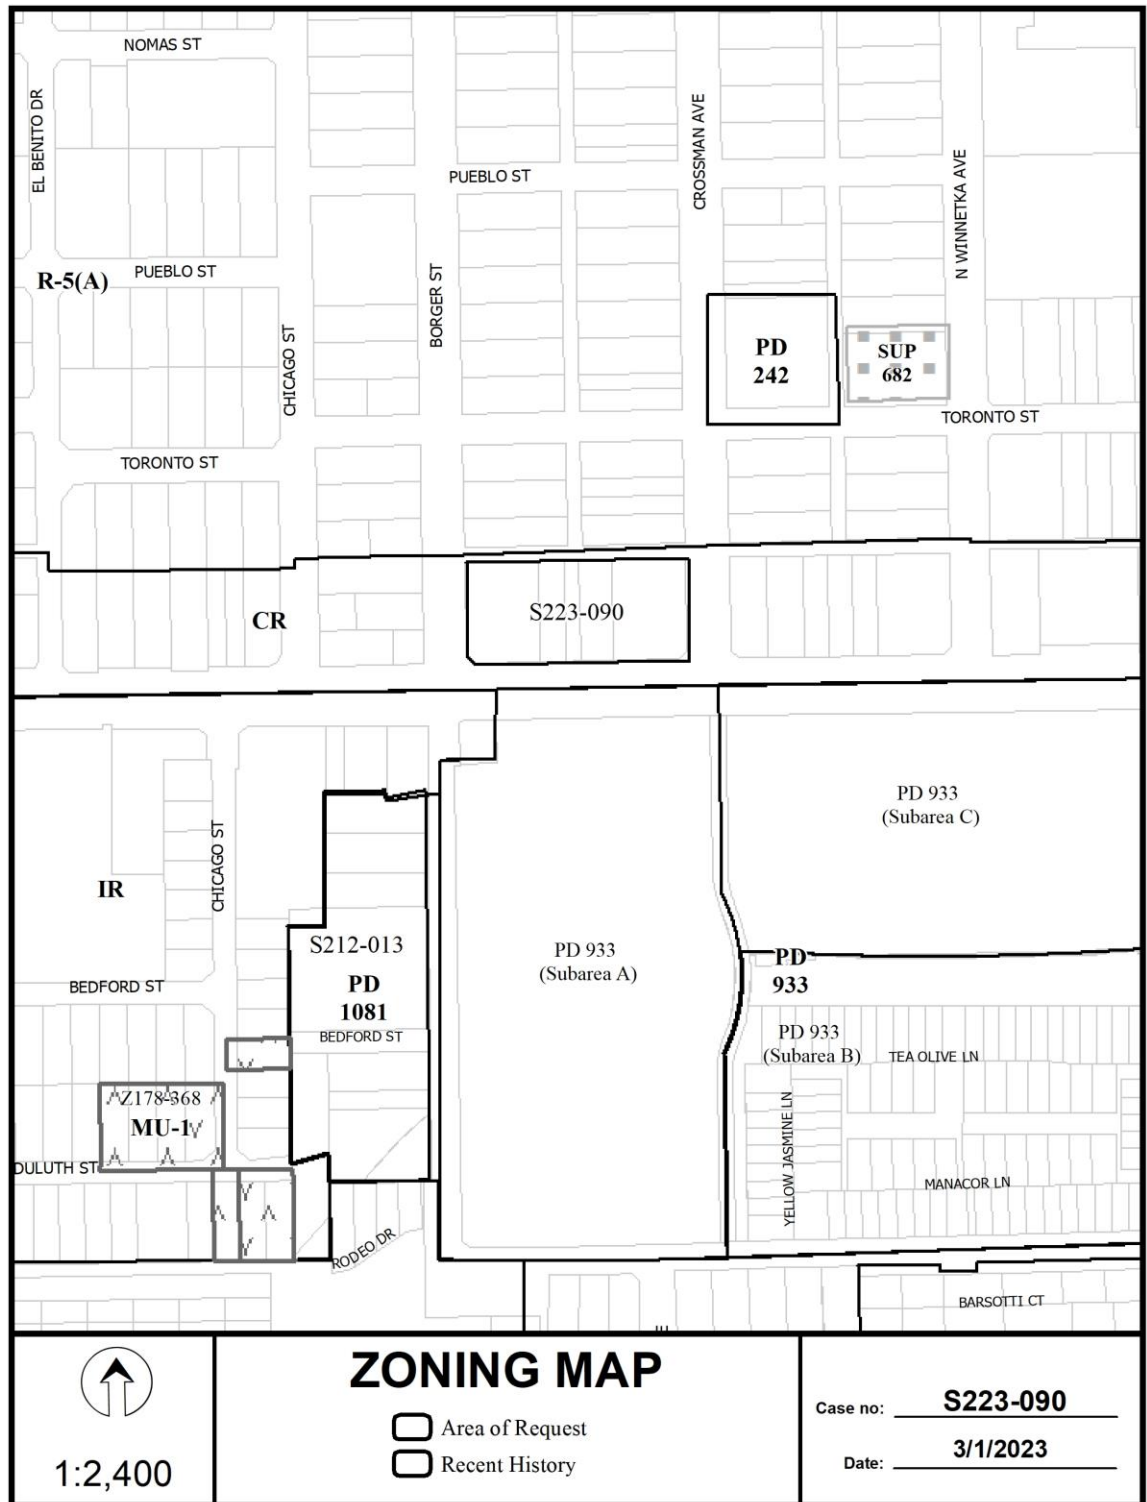 NOMAS ST
EL BENITO DR
CROSSMAN AVE
N WINNETKA AVE
PUEBLO ST
R-5(A)
PUEBLO ST
BORGER ST
CHICAGO ST
PD
242
SUP
682
TORONTO ST
TORONTO ST
CR
S223-090
PD 933
(Subarea C)
CHICAGO ST
IR
S212-013
PD
1081
PD 933
(Subarea A)
PD
933
BEDFORD ST
BEDFORD ST
PD 933
(Subarea B)
TEA OLIVE LN
Z178-368
MU-1
YELLOW JASMINE LN
DULUTH ST
MANACOR LN
RODEO DR
BARSOTTI CT
1:2,400
ZONING MAP
Area of Request
Recent History
Case no: S223-090
Date: 3/1/2023